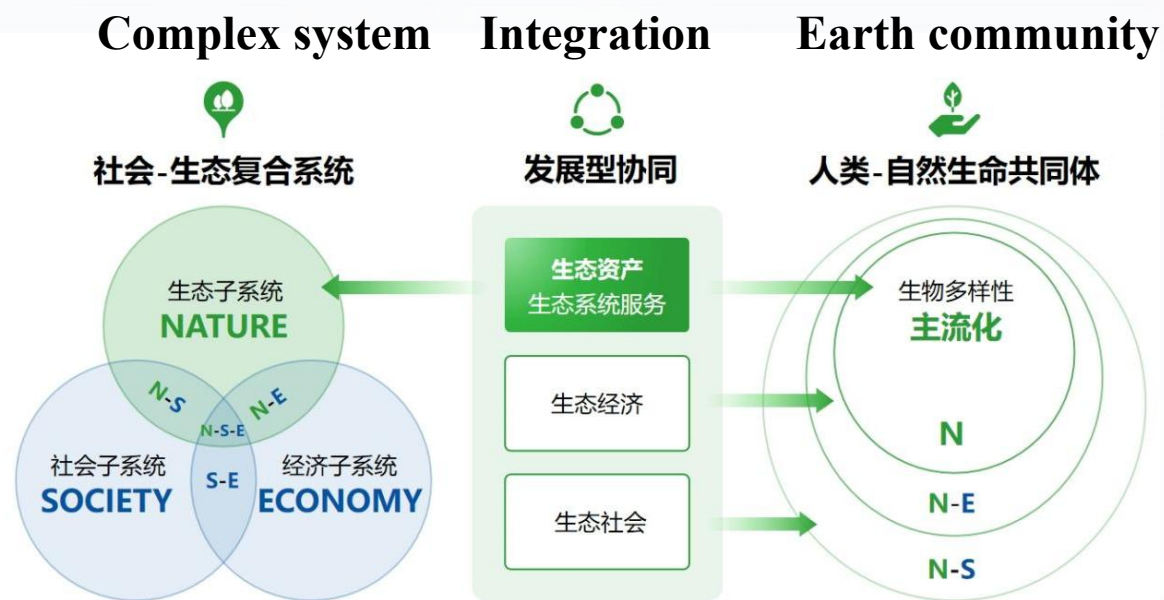 Complex system
Integration
Earth community
社会-生态复合系统
发展型协同
人类-自然生命共同体
生态子系统
NATURE
N-S
N-E
N-S-E
社会子系统
SOCIETY
S-E
经济子系统
ECONOMY
生态资产
生态系统服务
生态经济
生态社会
生物多样性
主流化
N
N-E
N-S